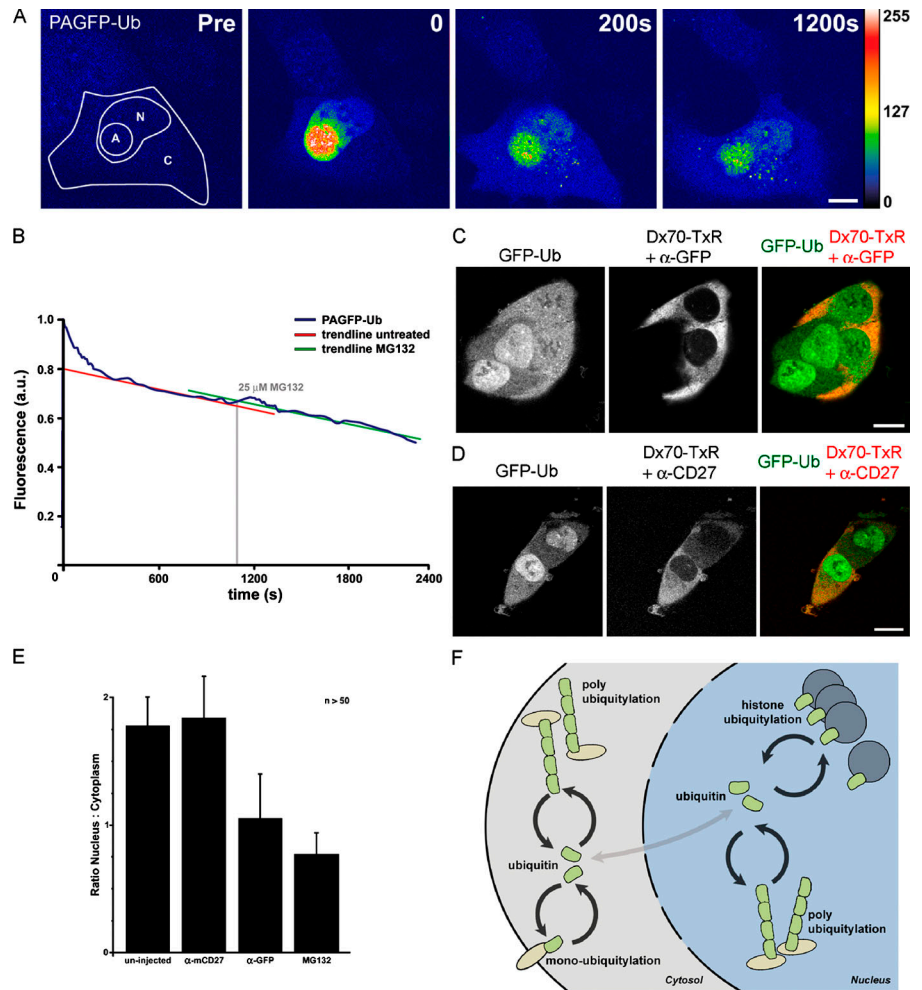 A
PAGFP-Ub
Pre
0
200s
1200s
255
127
0
A
N
C
B
1.0
0.8
0.6
0.4
0.2
Fluorescence (a.u.)
PAGFP-Ub
trendline untreated
trendline MG132
25 μM MG132
0
600
1200
1800
2400
time (s)
C
GFP-Ub
Dx70-TxR
+ α-GFP
GFP-Ub Dx70-TxR
+ α-GFP
D
GFP-Ub
Dx70-TxR
+ α-CD27
GFP-Ub Dx70-TxR
+ α-CD27
E
n > 50
2
1
0
Ratio Nucleus : Cytoplasm
un-injected
α-mCD27
α-GFP
MG132
F
poly
ubiquitylation
histone
ubiquitylation
ubiquitin
ubiquitin
poly
ubiquitylation
mono-ubiquitylation
Cytosol
Nucleus